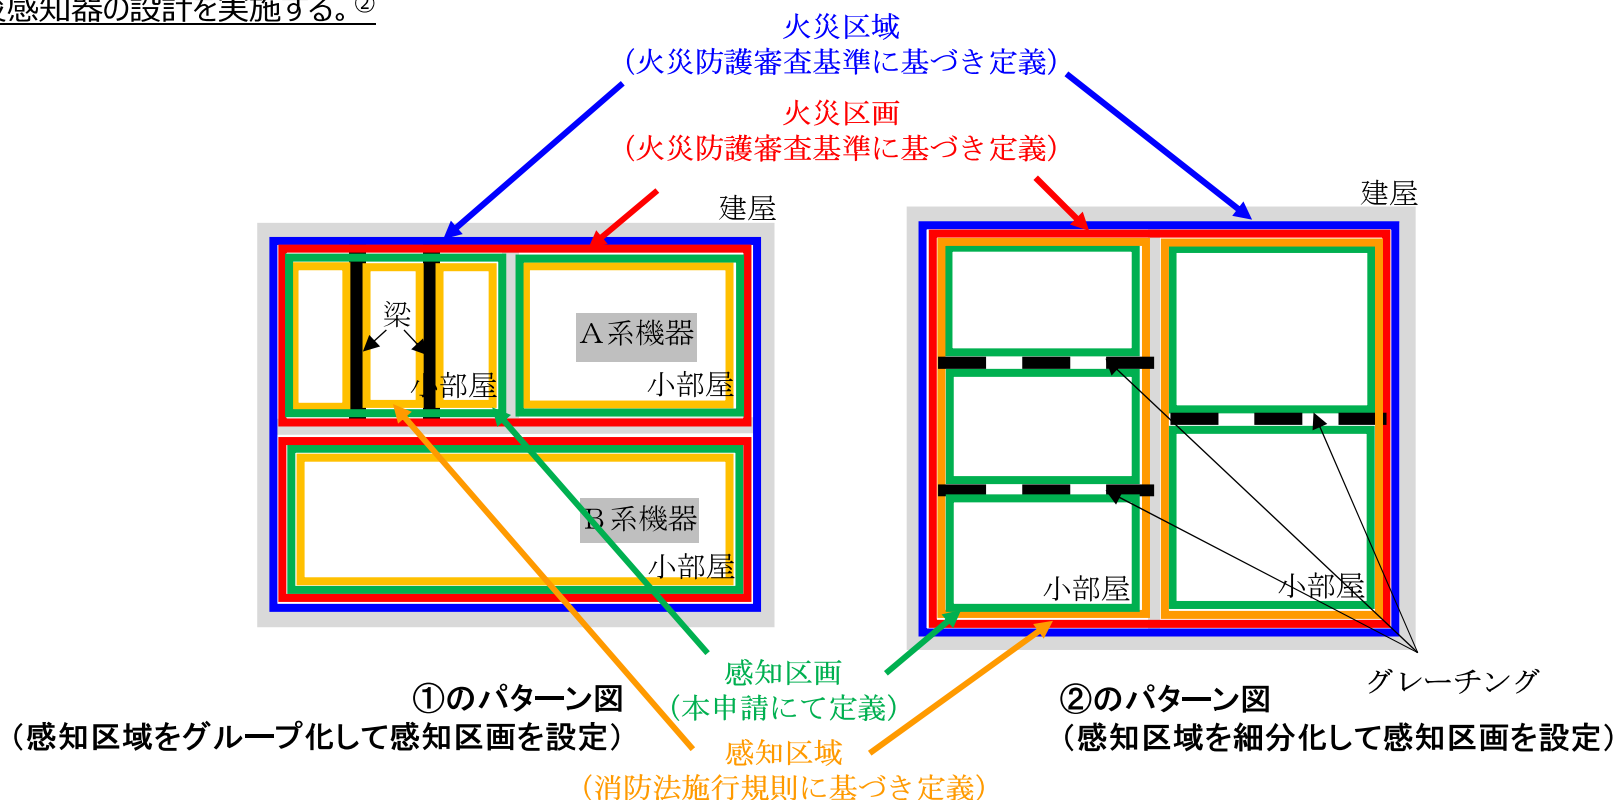 感知器の設計を実施する。②
火災区域
（火災防護審査基準に基づき定義）
火災区画
（火災防護審査基準に基づき定義）
建屋
建屋
梁
A系機器
小部屋
小部屋
B系機器
小部屋
小部屋
小部屋
グレーチング
感知区画
（本申請にて定義）
①のパターン図
（感知区域をグループ化して感知区画を設定）
②のパターン図
（感知区域を細分化して感知区画を設定）
感知区域
（消防法施行規則に基づき定義）